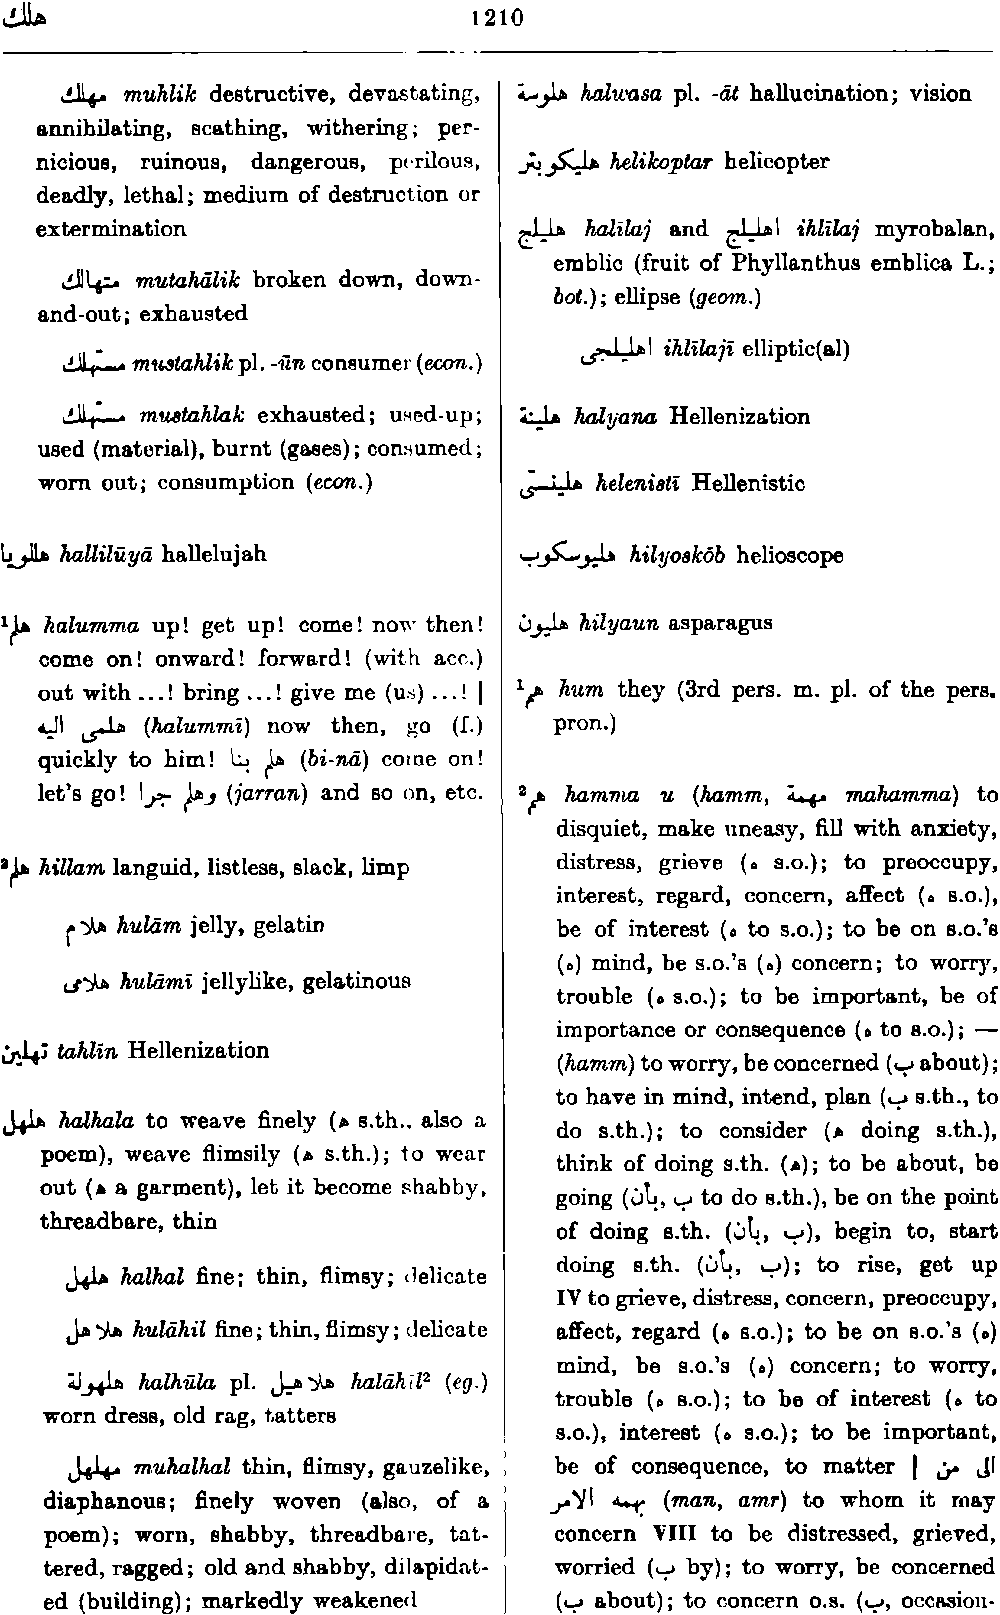 هلك
1210
مهلك muhlik destructive, devastating,
annihilating, scathing, withering; per-
nicious, ruinous, dangerous, perilous,
deadly, lethal; medium of destruction or
extermination
متهالك mutahālik broken down, down-
and-out; exhausted
مستهلك mustahlik pl. -ūn consumer (econ.)
مستهلك mustahlak exhausted; used-up;
used (material), burnt (gases); consumed;
worn out; consumption (econ.)
هللويا hallilūyā hallelujah
¹هلم halumma up! get up! come! now then!
come on! onward! forward! (with acc.)
out with ...! bring ...! give me (us) ...! |
هلمى اليه (halummī) now then, go (f.)
quickly to him! هلم بنا (bi-nā) come on!
let's go! وهلم جرا (jarran) and so on, etc.
²هلم hillam languid, listless, slack, limp
هلام hulām jelly, gelatin
هلامى hulāmī jellylike, gelatinous
تهلين tahlīn Hellenization
هلهل halhala to weave finely (ه s.th., also a
poem), weave flimsily (ه s.th.); to wear
out (ه a garment), let it become shabby,
threadbare, thin
هلهل halhal fine; thin, flimsy; delicate
هلاهل hulāhil fine; thin, flimsy; delicate
هلهولة halhūla pl. هلاهيل halāhīl² (eg.)
worn dress, old rag, tatters
مهلهل muhalhal thin, flimsy, gauzelike,
diaphanous; finely woven (also, of a
poem); worn, shabby, threadbare, tat-
tered, ragged; old and shabby, dilapidat-
ed (building); markedly weakened
هلوسة halwasa pl. -āt hallucination; vision
هليكوبتر helikoptar helicopter
هليلج halīlaj and اهليلج ihlīlaj myrobalan,
emblic (fruit of Phyllanthus emblica L.;
bot.); ellipse (geom.)
اهليلجى ihlīlajī elliptic(al)
هلينة halyana Hellenization
هلينستى helenistī Hellenistic
هليوسكوب hilyoskōb helioscope
هليون hilyaun asparagus
¹هم hum they (3rd pers. m. pl. of the pers.
pron.)
²هم hamma u (hamm, مهمة mahamma) to
disquiet, make uneasy, fill with anxiety,
distress, grieve (ه s.o.); to preoccupy,
interest, regard, concern, affect (ه s.o.),
be of interest (ه to s.o.); to be on s.o.'s
(ه) mind, be s.o.'s (ه) concern; to worry,
trouble (ه s.o.); to be important, be of
importance or consequence (ه to s.o.); —
(hamm) to worry, be concerned (ب about);
to have in mind, intend, plan (ب s.th., to
do s.th.); to consider (ه doing s.th.),
think of doing s.th. (ه); to be about, be
going (ب, بأن to do s.th.), be on the point
of doing s.th. (ب, بأن), begin to, start
doing s.th. (ب, بأن); to rise, get up
IV to grieve, distress, concern, preoccupy,
affect, regard (ه s.o.); to be on s.o.'s (ه)
mind, be s.o.'s (ه) concern; to worry,
trouble (ه s.o.); to be of interest (ه to
s.o.), interest (ه s.o.); to be important,
be of consequence, to matter | الى من
يهمه الامر (man, amr) to whom it may
concern VIII to be distressed, grieved,
worried (ب by); to worry, be concerned
(ب about); to concern o.s. (ب, occasion-